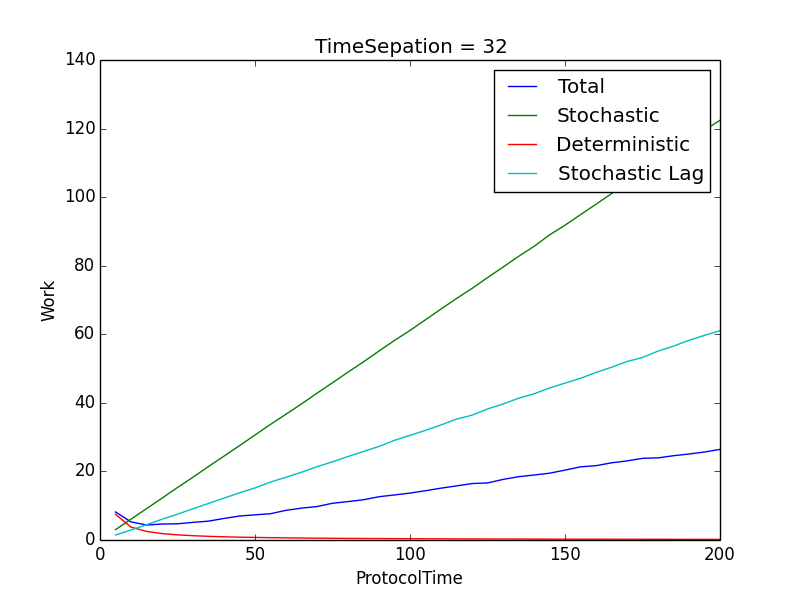 TimeSepation = 32
Total
Stochastic
Deterministic
Stochastic Lag
140
120
100
80
60
40
20
0
Work
0 50 100 150 200
ProtocolTime